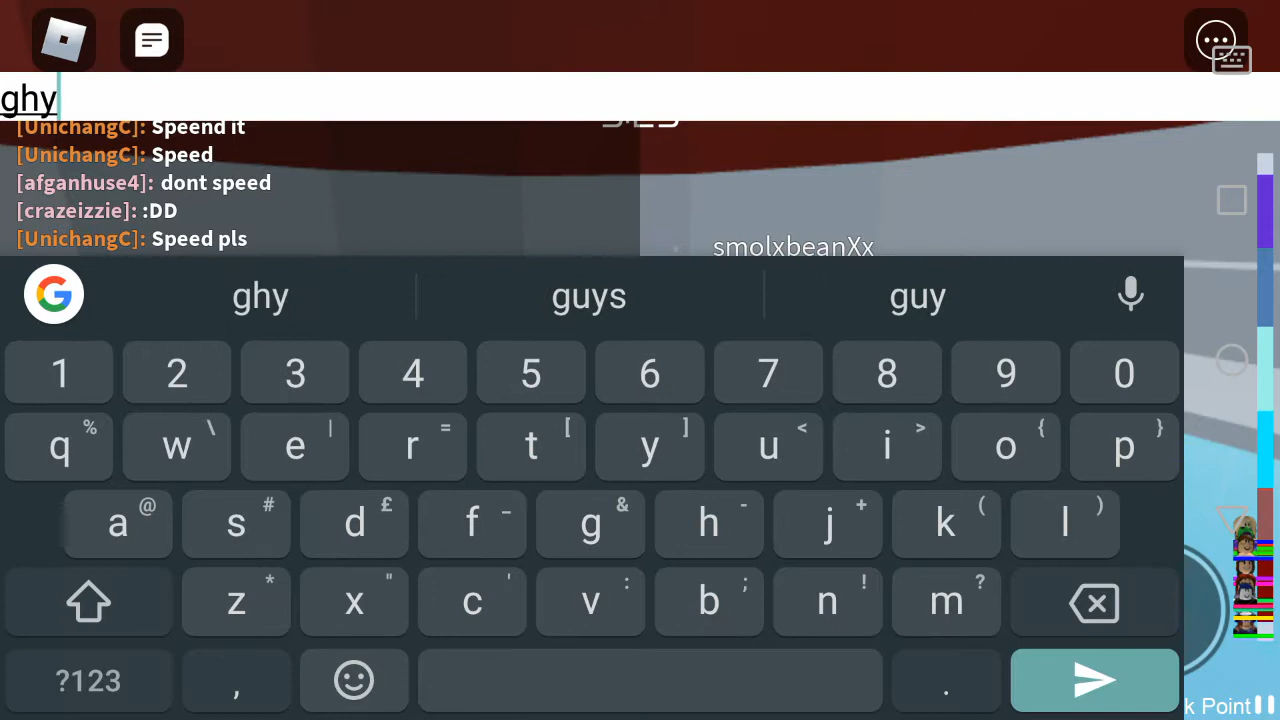 ghy
[UnichangC]: Speend it
[UnichangC]: Speed
[afganhuse4]: dont speed
[crazeizzie]: :DD
[UnichangC]: Speed pls
smolxbeanXx
ghy guys guy
1 2 3 4 5 6 7 8 9 0
q % w \ e | r = t [ y ] u < i > o { p }
a @ s # d £ f _ g & h - j + k ( l )
z * x " c ' v : b ; n ! m ?
?123 , .
k Point